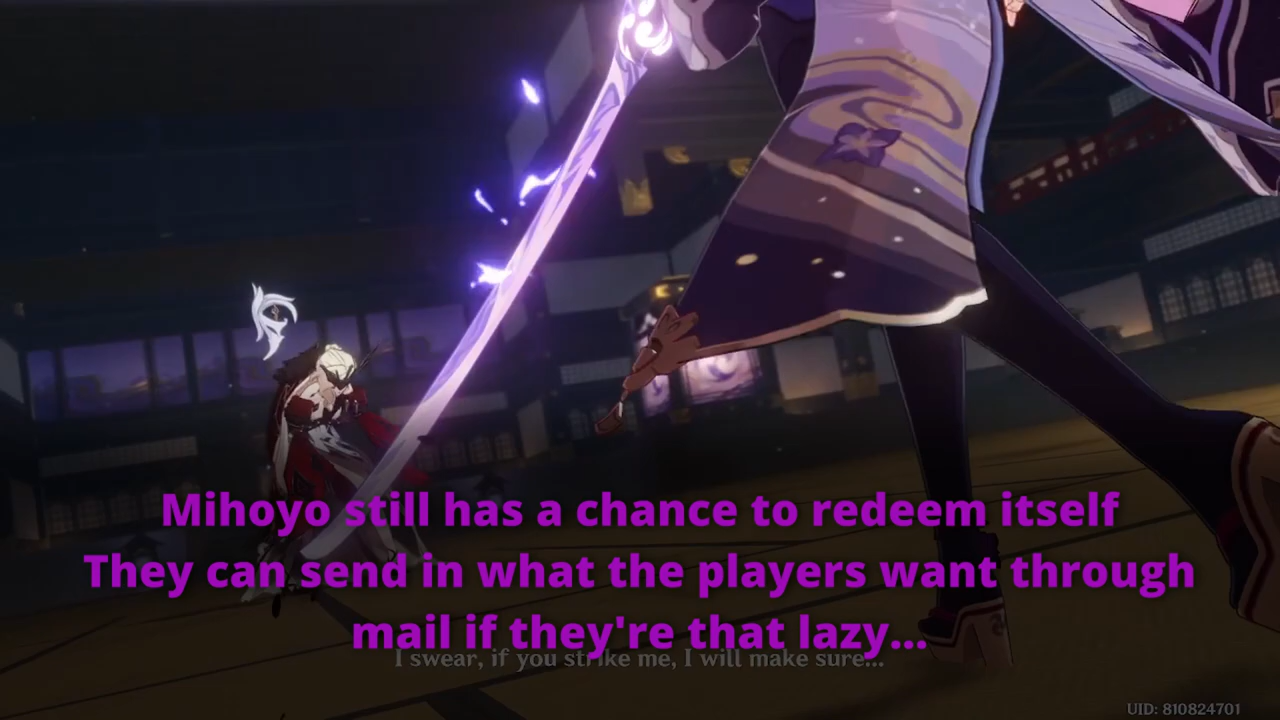 Mihoyo still has a chance to redeem itself
They can send in what the players want through
mail if they're that lazy...
I swear, if you strike me, I will make sure...
UID: 810824701